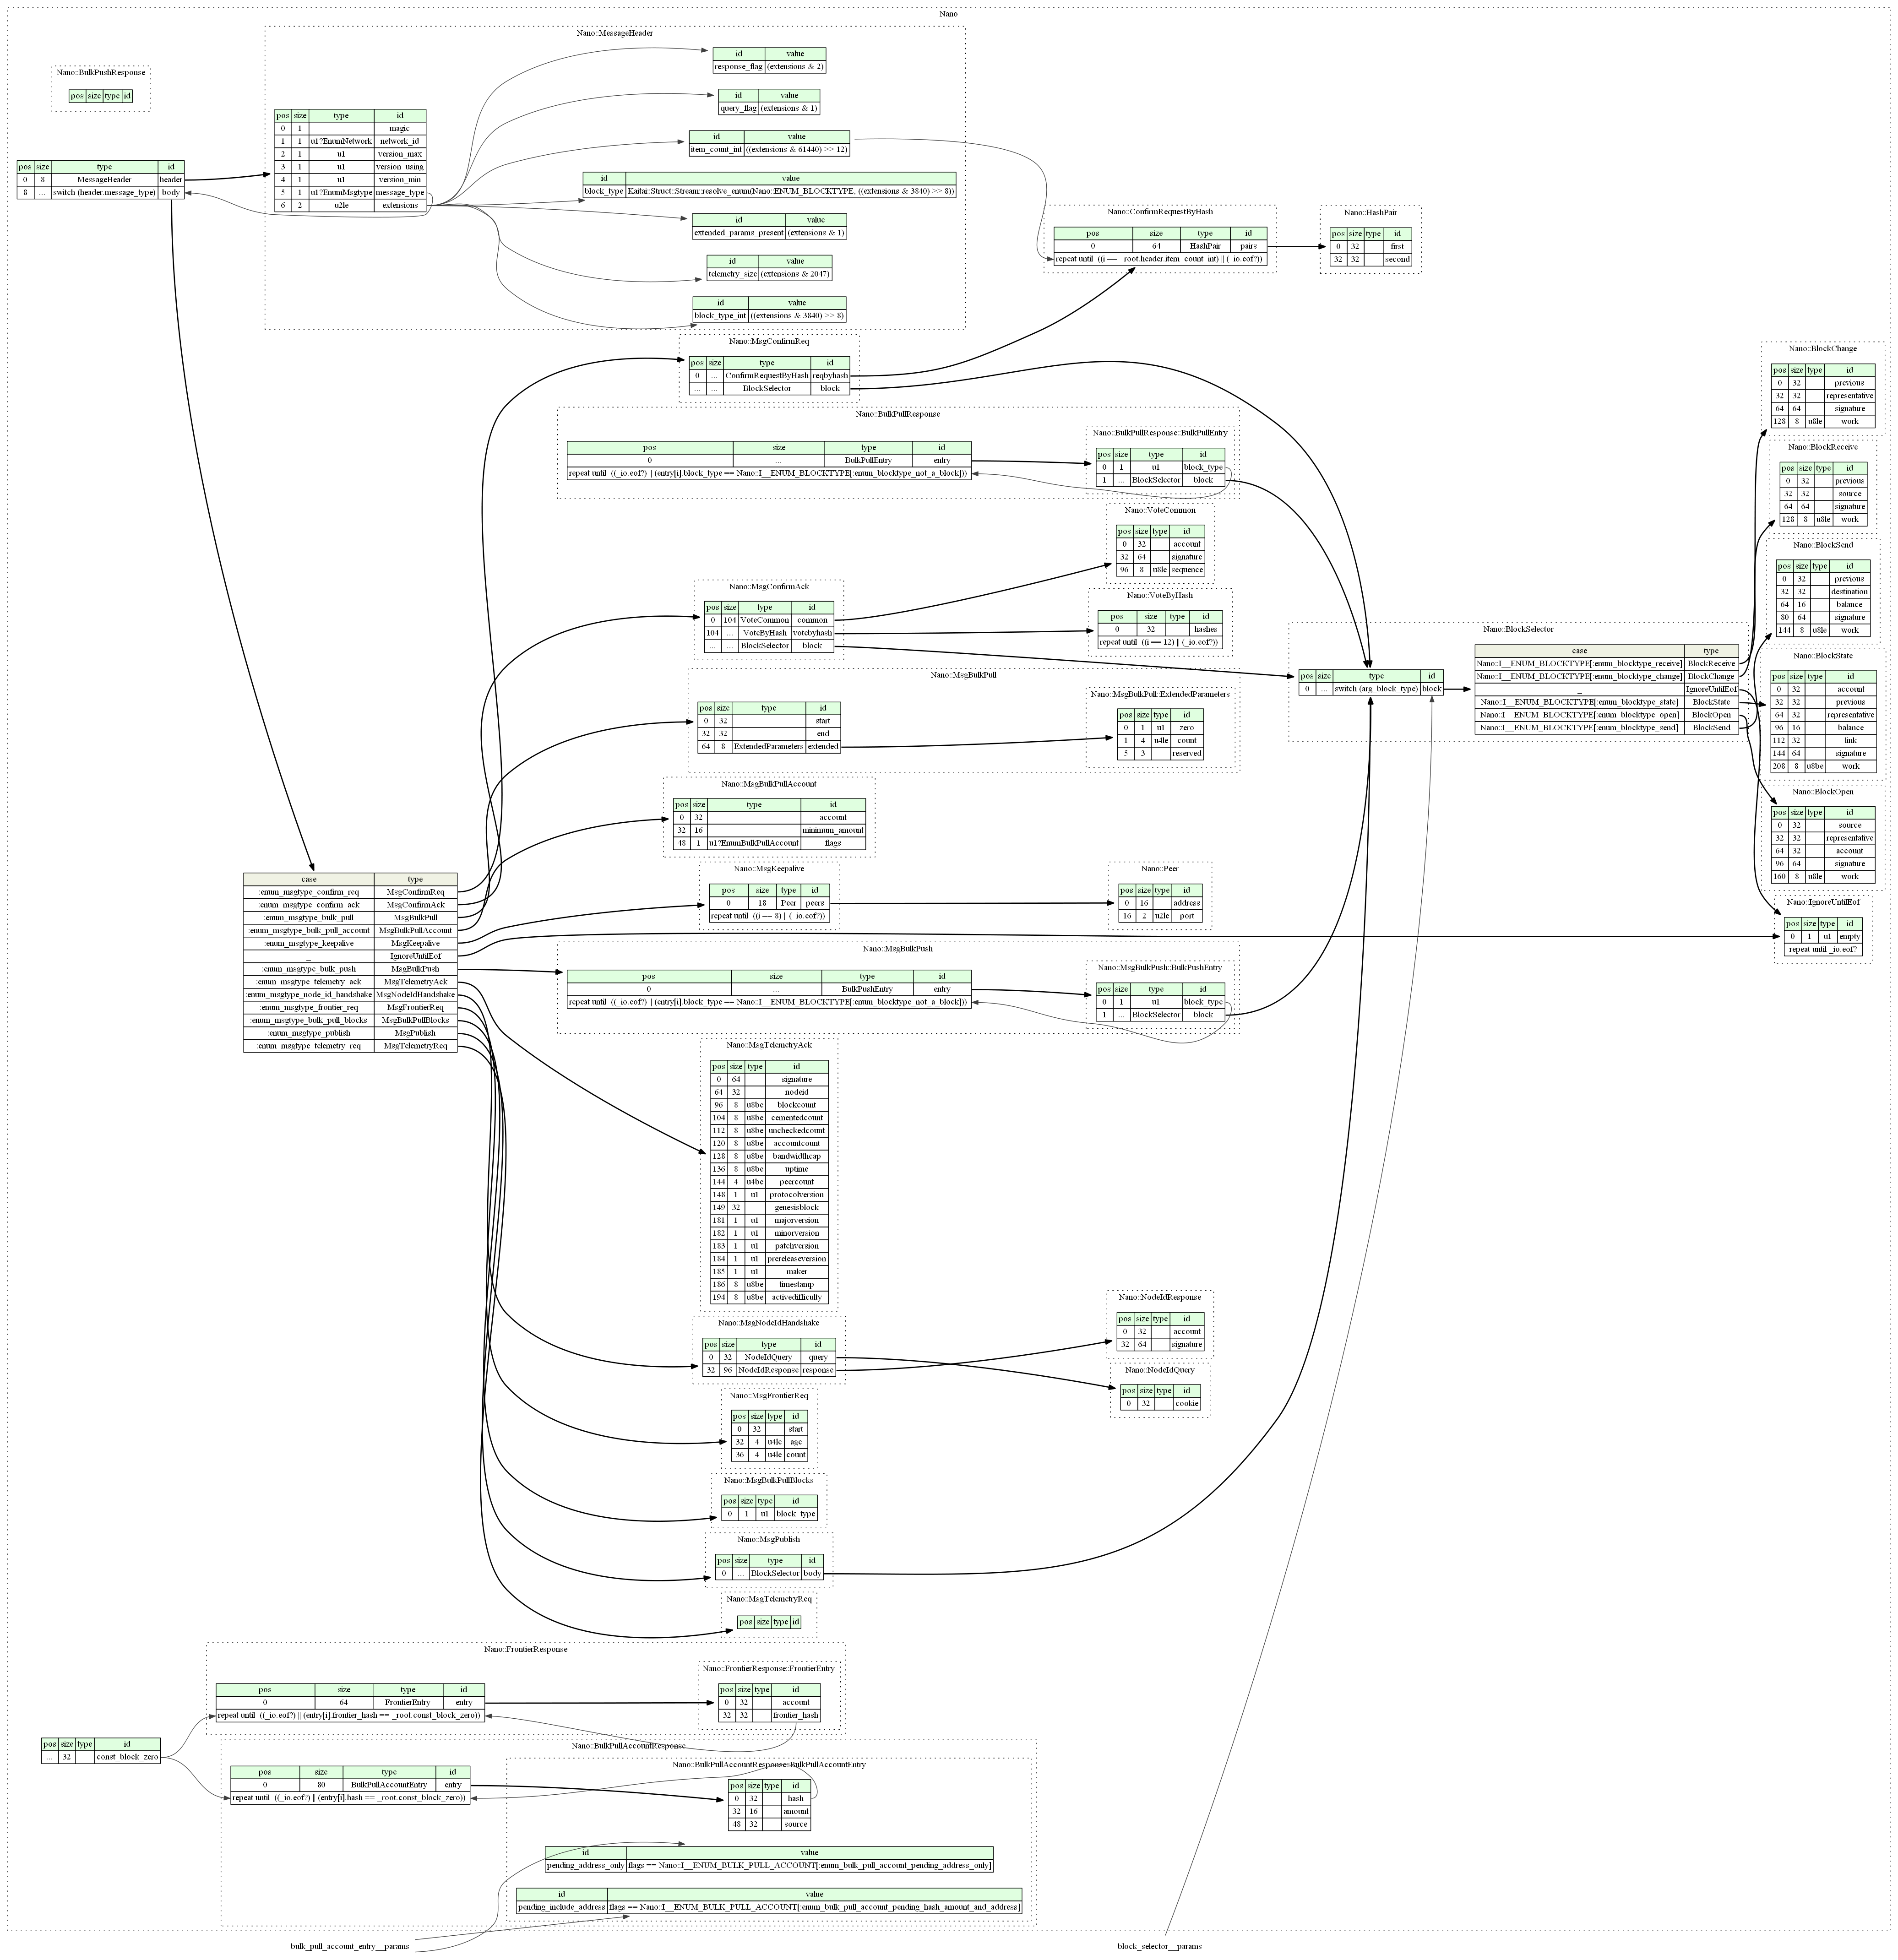 Nano
Nano::MessageHeader
id value
response_flag (extensions & 2)
Nano::BulkPushResponse
pos size type id
id value
query_flag (extensions & 1)
pos size type id
0 1 magic
1 1 u1?EnumNetwork network_id
2 1 u1 version_max
3 1 u1 version_using
4 1 u1 version_min
5 1 u1?EnumMsgtype message_type
6 2 u2le extensions
id value
item_count_int ((extensions & 61440) >> 12)
pos size type id
0 8 MessageHeader header
8 ... switch (header.message_type) body
id value
block_type Kaitai::Struct::Stream::resolve_enum(Nano::ENUM_BLOCKTYPE, ((extensions & 3840) >> 8))
id value
extended_params_present (extensions & 1)
id value
telemetry_size (extensions & 2047)
id value
block_type_int ((extensions & 3840) >> 8)
Nano::ConfirmRequestByHash
pos size type id
0 64 HashPair pairs
repeat until ((i == _root.header.item_count_int) || (_io.eof?))
Nano::HashPair
pos size type id
0 32 first
32 32 second
Nano::MsgConfirmReq
pos size type id
0 ... ConfirmRequestByHash reqbyhash
... ... BlockSelector block
Nano::BulkPullResponse
pos size type id
0 ... BulkPullEntry entry
repeat until ((_io.eof?) || (entry[i].block_type == Nano::I__ENUM_BLOCKTYPE[:enum_blocktype_not_a_block]))
Nano::BulkPullResponse::BulkPullEntry
pos size type id
0 1 u1 block_type
1 ... BlockSelector block
Nano::VoteCommon
pos size type id
0 32 account
32 64 signature
96 8 u8le sequence
Nano::MsgConfirmAck
pos size type id
0 104 VoteCommon common
104 ... VoteByHash votebyhash
... ... BlockSelector block
Nano::VoteByHash
pos size type id
0 32 hashes
repeat until ((i == 12) || (_io.eof?))
Nano::MsgBulkPull
pos size type id
0 32 start
32 32 end
64 8 ExtendedParameters extended
Nano::MsgBulkPull::ExtendedParameters
pos size type id
0 1 u1 zero
1 4 u4le count
5 3 reserved
Nano::BlockSelector
pos size type id
0 ... switch (arg_block_type) block
case type
Nano::I__ENUM_BLOCKTYPE[:enum_blocktype_receive] BlockReceive
Nano::I__ENUM_BLOCKTYPE[:enum_blocktype_change] BlockChange
_ IgnoreUntilEof
Nano::I__ENUM_BLOCKTYPE[:enum_blocktype_state] BlockState
Nano::I__ENUM_BLOCKTYPE[:enum_blocktype_open] BlockOpen
Nano::I__ENUM_BLOCKTYPE[:enum_blocktype_send] BlockSend
Nano::BlockChange
pos size type id
0 32 previous
32 32 representative
64 64 signature
128 8 u8le work
Nano::BlockReceive
pos size type id
0 32 previous
32 32 source
64 64 signature
128 8 u8le work
Nano::BlockSend
pos size type id
0 32 previous
32 32 destination
64 16 balance
80 64 signature
144 8 u8le work
Nano::BlockState
pos size type id
0 32 account
32 32 previous
64 32 representative
96 16 balance
112 32 link
144 64 signature
208 8 u8be work
Nano::BlockOpen
pos size type id
0 32 source
32 32 representative
64 32 account
96 64 signature
160 8 u8le work
Nano::IgnoreUntilEof
pos size type id
0 1 u1 empty
repeat until _io.eof?
Nano::MsgBulkPullAccount
pos size type id
0 32 account
32 16 minimum_amount
48 1 u1?EnumBulkPullAccount flags
Nano::MsgKeepalive
pos size type id
0 18 Peer peers
repeat until ((i == 8) || (_io.eof?))
Nano::Peer
pos size type id
0 16 address
16 2 u2le port
case type
:enum_msgtype_confirm_req MsgConfirmReq
:enum_msgtype_confirm_ack MsgConfirmAck
:enum_msgtype_bulk_pull MsgBulkPull
:enum_msgtype_bulk_pull_account MsgBulkPullAccount
:enum_msgtype_keepalive MsgKeepalive
_ IgnoreUntilEof
:enum_msgtype_bulk_push MsgBulkPush
:enum_msgtype_telemetry_ack MsgTelemetryAck
:enum_msgtype_node_id_handshake MsgNodeIdHandshake
:enum_msgtype_frontier_req MsgFrontierReq
:enum_msgtype_bulk_pull_blocks MsgBulkPullBlocks
:enum_msgtype_publish MsgPublish
:enum_msgtype_telemetry_req MsgTelemetryReq
Nano::MsgBulkPush
pos size type id
0 ... BulkPushEntry entry
repeat until ((_io.eof?) || (entry[i].block_type == Nano::I__ENUM_BLOCKTYPE[:enum_blocktype_not_a_block]))
Nano::MsgBulkPush::BulkPushEntry
pos size type id
0 1 u1 block_type
1 ... BlockSelector block
Nano::MsgTelemetryAck
pos size type id
0 64 signature
64 32 nodeid
96 8 u8be blockcount
104 8 u8be cementedcount
112 8 u8be uncheckedcount
120 8 u8be accountcount
128 8 u8be bandwidthcap
136 8 u8be uptime
144 4 u4be peercount
148 1 u1 protocolversion
149 32 genesisblock
181 1 u1 majorversion
182 1 u1 minorversion
183 1 u1 patchversion
184 1 u1 prereleaseversion
185 1 u1 maker
186 8 u8be timestamp
194 8 u8be activedifficulty
Nano::MsgNodeIdHandshake
pos size type id
0 32 NodeIdQuery query
32 96 NodeIdResponse response
Nano::NodeIdResponse
pos size type id
0 32 account
32 64 signature
Nano::NodeIdQuery
pos size type id
0 32 cookie
Nano::MsgFrontierReq
pos size type id
0 32 start
32 4 u4le age
36 4 u4le count
Nano::MsgBulkPullBlocks
pos size type id
0 1 u1 block_type
Nano::MsgPublish
pos size type id
0 ... BlockSelector body
Nano::MsgTelemetryReq
pos size type id
Nano::FrontierResponse
pos size type id
0 64 FrontierEntry entry
repeat until ((_io.eof?) || (entry[i].frontier_hash == _root.const_block_zero))
Nano::FrontierResponse::FrontierEntry
pos size type id
0 32 account
32 32 frontier_hash
pos size type id
... 32 const_block_zero
Nano::BulkPullAccountResponse
pos size type id
0 80 BulkPullAccountEntry entry
repeat until ((_io.eof?) || (entry[i].hash == _root.const_block_zero))
Nano::BulkPullAccountResponse::BulkPullAccountEntry
pos size type id
0 32 hash
32 16 amount
48 32 source
id value
pending_address_only flags == Nano::I__ENUM_BULK_PULL_ACCOUNT[:enum_bulk_pull_account_pending_address_only]
id value
pending_include_address flags == Nano::I__ENUM_BULK_PULL_ACCOUNT[:enum_bulk_pull_account_pending_hash_amount_and_address]
bulk_pull_account_entry__params
block_selector__params